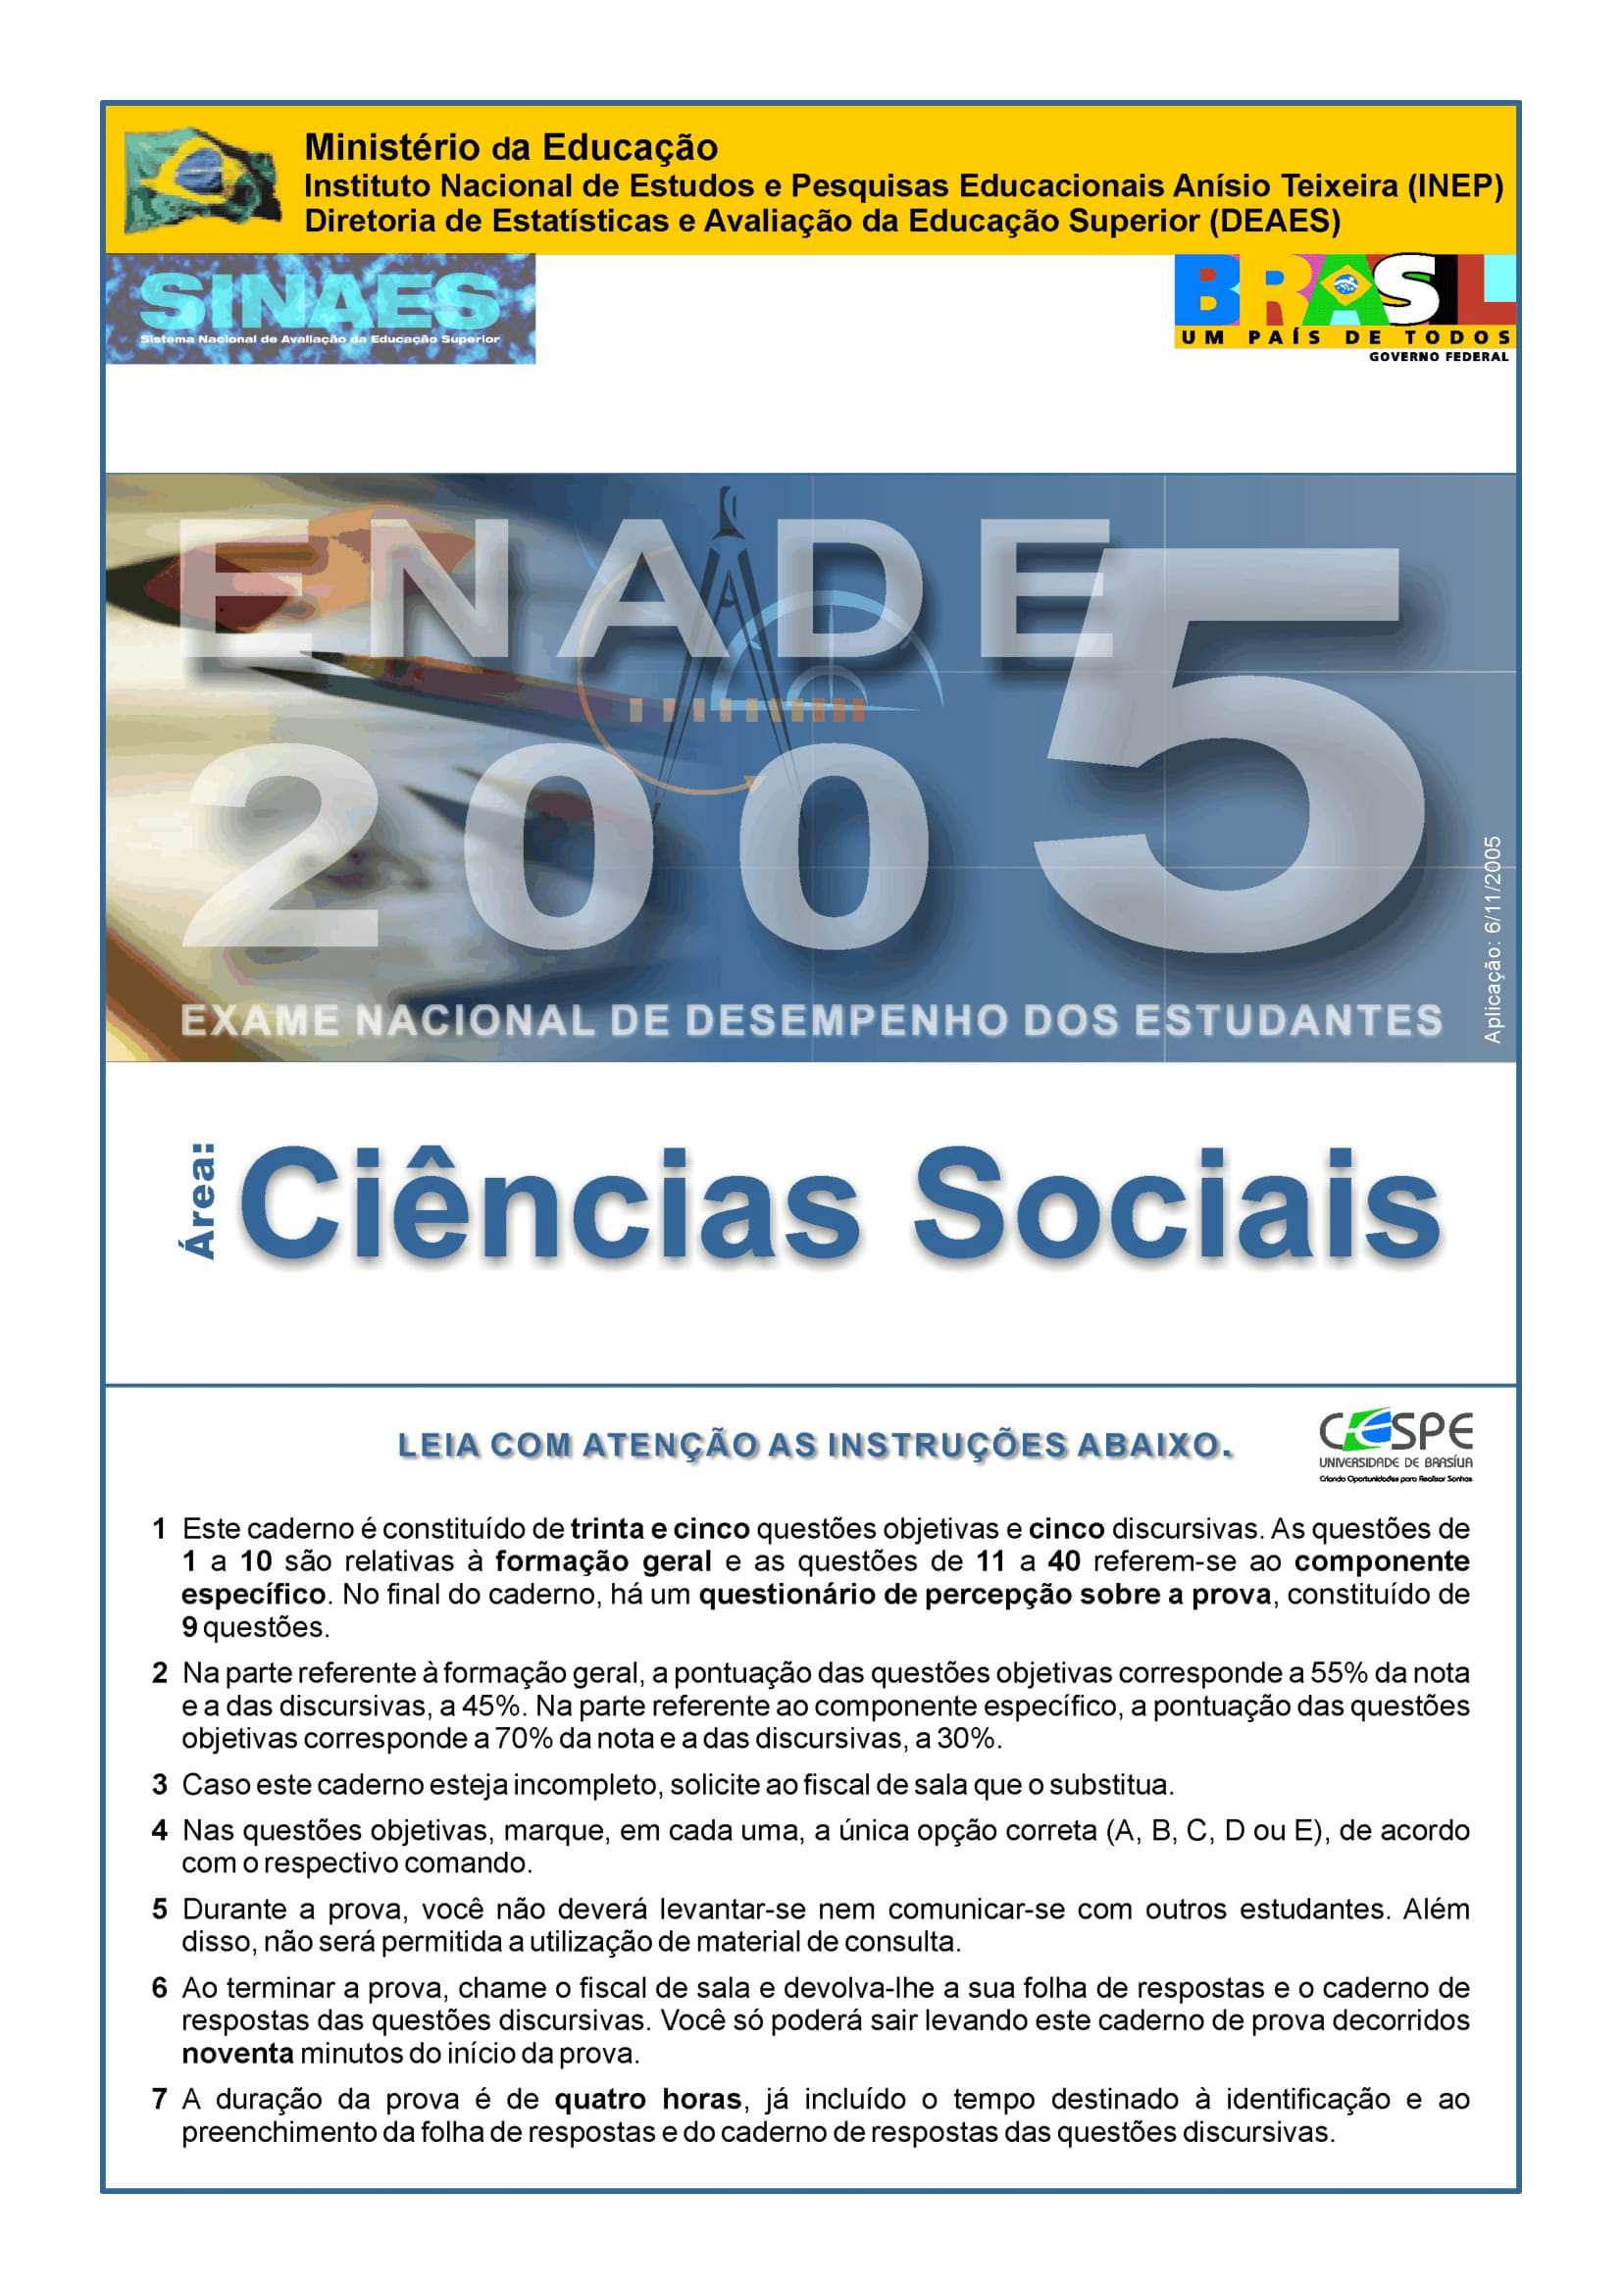 Ministério da Educação
Instituto Nacional de Estudos e Pesquisas Educacionais Anísio Teixeira (INEP)
Diretoria de Estatísticas e Avaliação da Educação Superior (DEAES)
SINAES
Sistema Nacional de Avaliação da Educação Superior
BRASIL
UM PAÍS DE TODOS
GOVERNO FEDERAL
ENADE
2005
EXAME NACIONAL DE DESEMPENHO DOS ESTUDANTES
Aplicação: 6/11/2005
Área:
Ciências Sociais
LEIA COM ATENÇÃO AS INSTRUÇÕES ABAIXO.
CESPE
UNIVERSIDADE DE BRASÍLIA
Criando Oportunidades para Realizar Sonhos
1 Este caderno é constituído de trinta e cinco questões objetivas e cinco discursivas. As questões de
1 a 10 são relativas à formação geral e as questões de 11 a 40 referem-se ao componente
específico. No final do caderno, há um questionário de percepção sobre a prova, constituído de
9 questões.
2 Na parte referente à formação geral, a pontuação das questões objetivas corresponde a 55% da nota
e a das discursivas, a 45%. Na parte referente ao componente específico, a pontuação das questões
objetivas corresponde a 70% da nota e a das discursivas, a 30%.
3 Caso este caderno esteja incompleto, solicite ao fiscal de sala que o substitua.
4 Nas questões objetivas, marque, em cada uma, a única opção correta (A, B, C, D ou E), de acordo
com o respectivo comando.
5 Durante a prova, você não deverá levantar-se nem comunicar-se com outros estudantes. Além
disso, não será permitida a utilização de material de consulta.
6 Ao terminar a prova, chame o fiscal de sala e devolva-lhe a sua folha de respostas e o caderno de
respostas das questões discursivas. Você só poderá sair levando este caderno de prova decorridos
noventa minutos do início da prova.
7 A duração da prova é de quatro horas, já incluído o tempo destinado à identificação e ao
preenchimento da folha de respostas e do caderno de respostas das questões discursivas.